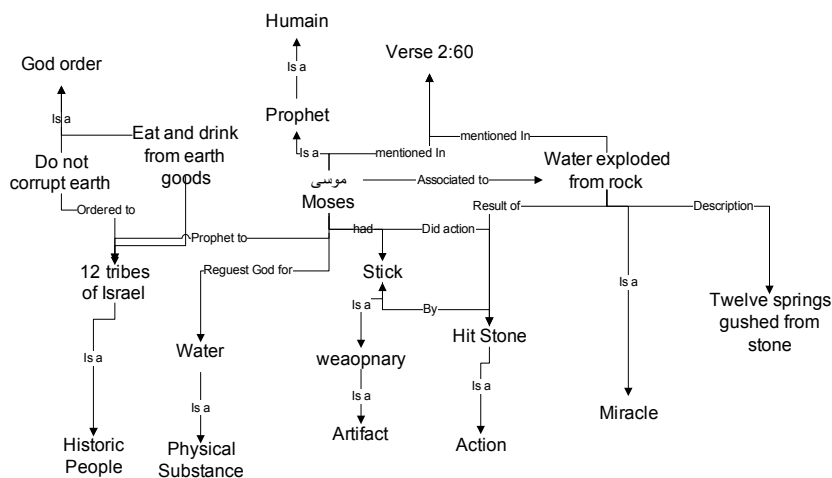 Humain
God order
Verse 2:60
Is a
Is a
Prophet
Eat and drink
from earth
goods
mentioned In
Do not
corrupt earth
Is a
mentioned In
Water exploded
from rock
موسى
Moses
Associated to
Ordered to
Result of
Description
Prophet to
had
Did action
12 tribes
of Israel
Reguest God for
Stick
Is a
Twelve springs
gushed from
stone
Is a
By
Hit Stone
Is a
Water
weaopnary
Is a
Is a
Is a
Miracle
Historic
People
Physical
Substance
Artifact
Action